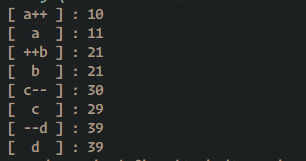 [ a++ ] : 10
[  a  ] : 11
[ ++b ] : 21
[  b  ] : 21
[ c-- ] : 30
[  c  ] : 29
[ --d ] : 39
[  d  ] : 39